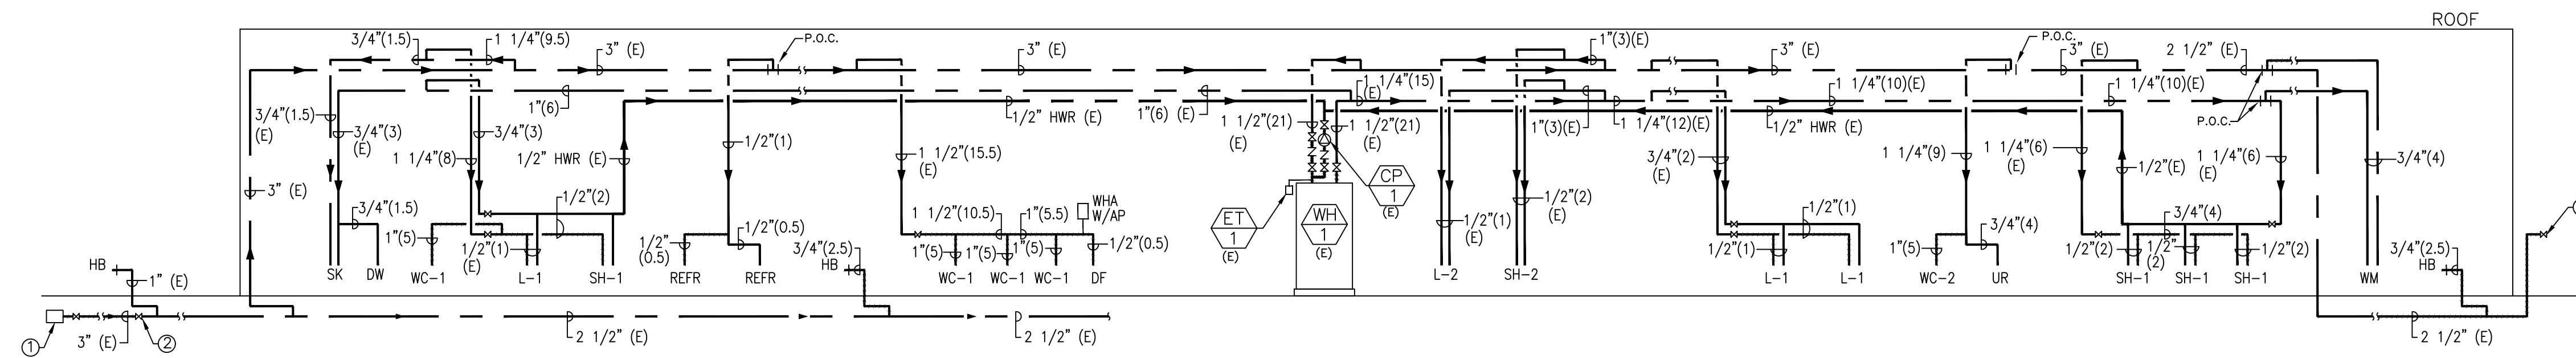 ROOF
3/4"(1.5)
1 1/4"(9.5)
3" (E)
P.O.C.
3" (E)
1"(3)(E)
3" (E)
P.O.C.
3" (E)
2 1/2" (E)
1"(6)
1/2" HWR (E)
1"(6) (E)
1 1/4"(15)
(E)
1"(3)(E)
1 1/4"(12)(E)
1/2" HWR (E)
1 1/4"(10)(E)
1 1/4"(10)(E)
P.O.C.
3/4"(1.5)
(E)
3/4"(3)
(E)
3/4"(3)
1 1/4"(8)
1/2" HWR (E)
1/2"(1)
1 1/2"(15.5)
(E)
1 1/2"(21)
(E)
1 1/2"(21)
(E)
3/4"(2)
(E)
1 1/4"(9)
1 1/4"(6)
(E)
1/2"(E)
1 1/4"(6)
(E)
3/4"(4)
3" (E)
3/4"(1.5)
1/2"(2)
WHA
W/AP
CP
1
(E)
ET
1
(E)
WH
1
(E)
1"(5)
1/2"(1)
(E)
1/2"
(0.5)
1/2"(0.5)
3/4"(2.5)
HB
1 1/2"(10.5)
1"(5.5)
1"(5)
1"(5)
1"(5)
1/2"(0.5)
1/2"(1)
(E)
1/2"(2)
(E)
1/2"(1)
1/2"(1)
1"(5)
3/4"(4)
3/4"(4)
1/2"(2)
1/2"
(2)
1/2"(2)
3/4"(2.5)
HB
HB
1" (E)
SK
DW
WC-1
L-1
SH-1
REFR
REFR
WC-1
WC-1
WC-1
DF
L-2
SH-2
L-1
L-1
WC-2
UR
SH-1
SH-1
SH-1
WM
1
3" (E)
2
2 1/2" (E)
2 1/2" (E)
2 1/2" (E)